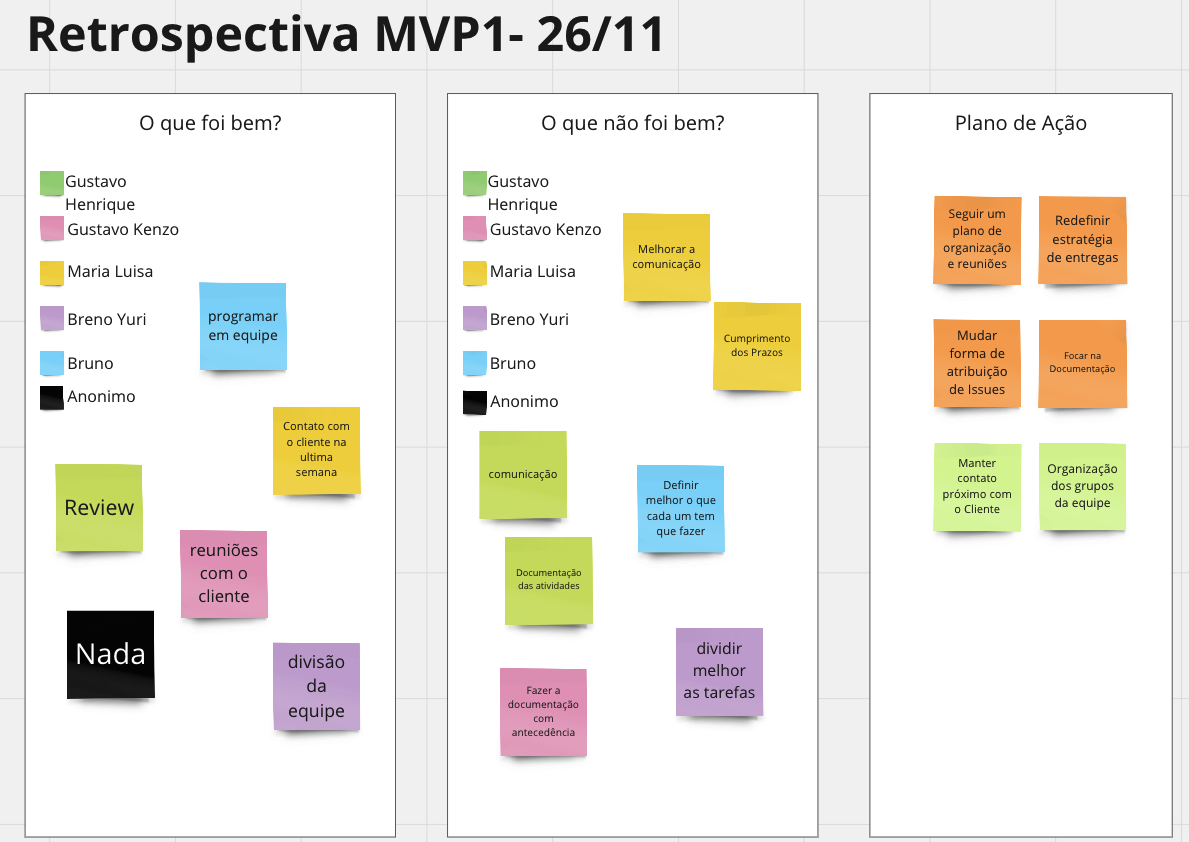 Retrospectiva MVP1- 26/11
O que foi bem?
Gustavo
Henrique
Gustavo Kenzo
Maria Luisa
Breno Yuri
Bruno
Anonimo
programar
em equipe
Contato com
o cliente na
ultima
semana
Review
reuniões
com o
cliente
Nada
divisão
da
equipe
O que não foi bem?
Gustavo
Henrique
Gustavo Kenzo
Maria Luisa
Breno Yuri
Bruno
Anonimo
Melhorar a
comunicação
Cumprimento
dos Prazos
comunicação
Definir
melhor o que
cada um tem
que fazer
Documentação
das atividades
dividir
melhor
as tarefas
Fazer a
documentação
com
antecedência
Plano de Ação
Seguir um
plano de
organização
e reuniões
Redefinir
estratégia
de entregas
Mudar
forma de
atribuição
de Issues
Focar na
Documentação
Manter
contato
próximo com
o Cliente
Organização
dos grupos
da equipe